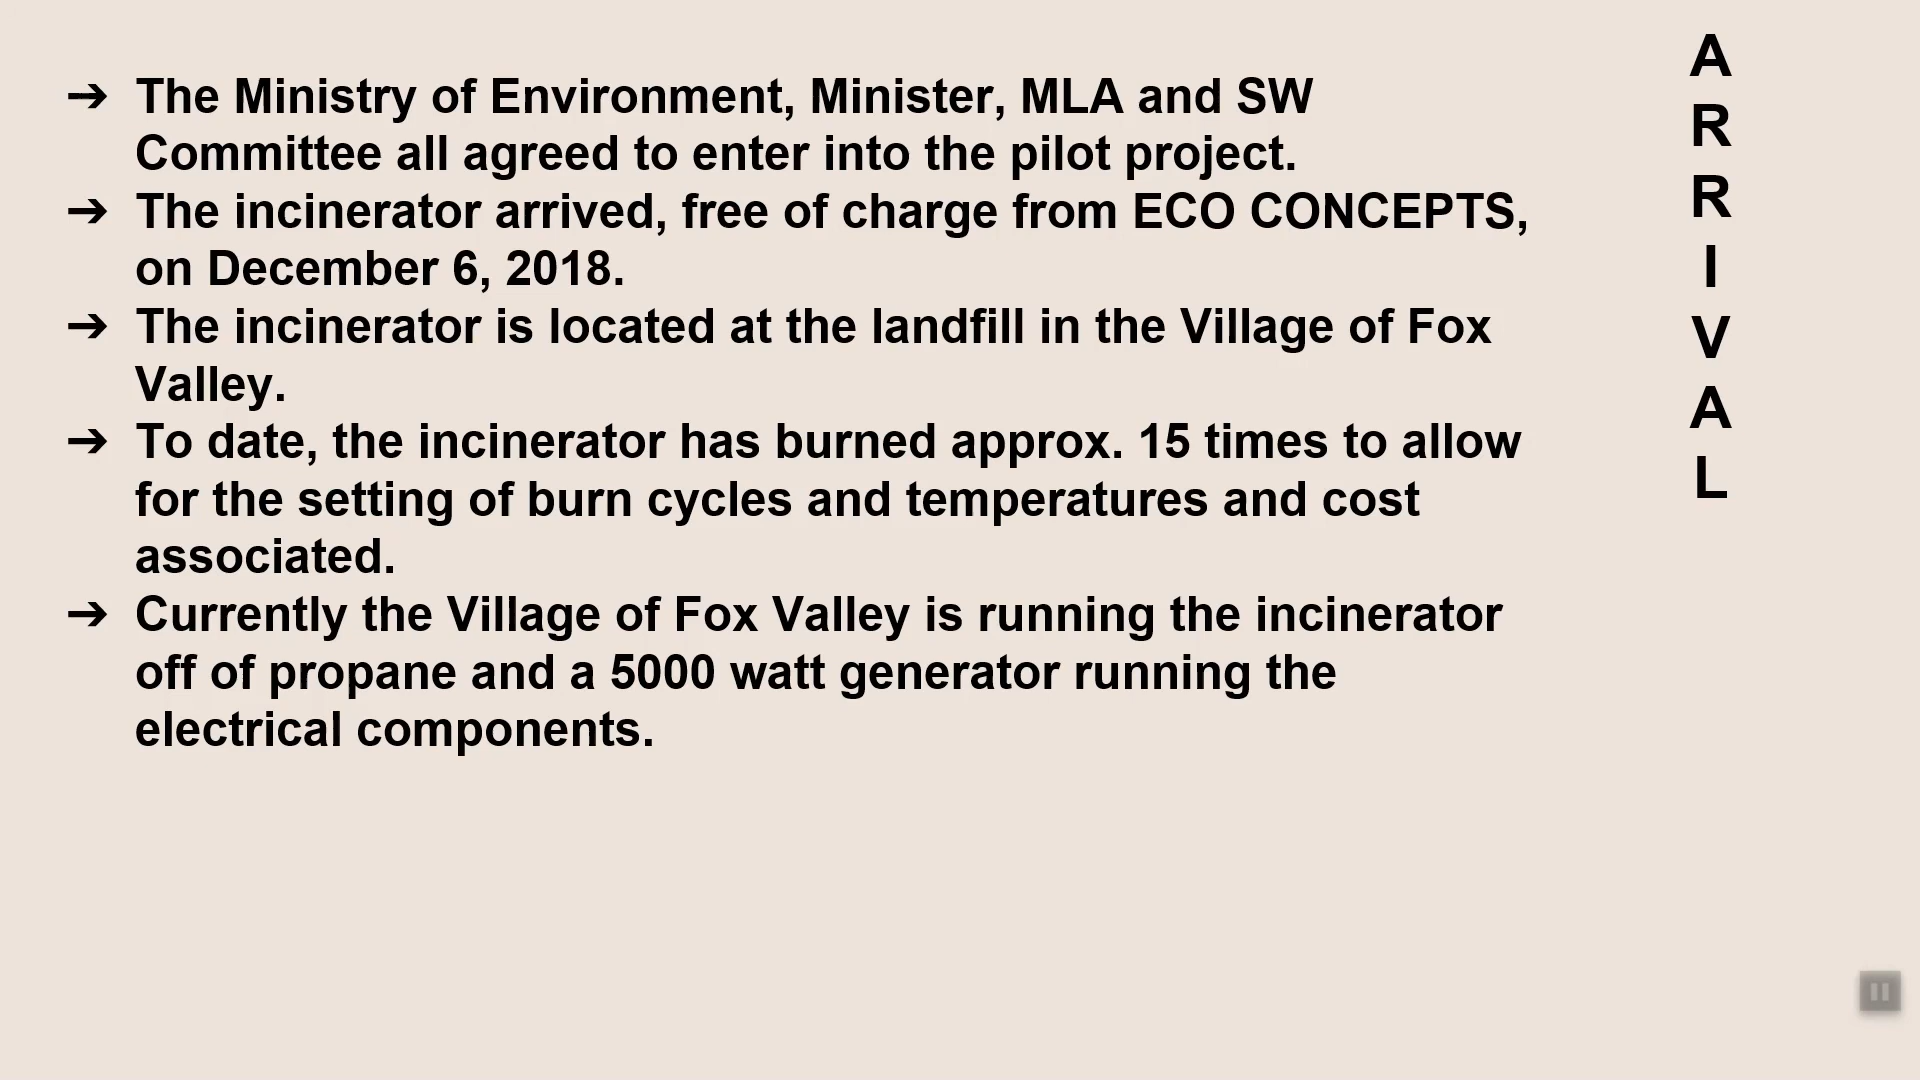 ➔ The Ministry of Environment, Minister, MLA and SW
Committee all agreed to enter into the pilot project.
➔ The incinerator arrived, free of charge from ECO CONCEPTS,
on December 6, 2018.
➔ The incinerator is located at the landfill in the Village of Fox
Valley.
➔ To date, the incinerator has burned approx. 15 times to allow
for the setting of burn cycles and temperatures and cost
associated.
➔ Currently the Village of Fox Valley is running the incinerator
off of propane and a 5000 watt generator running the
electrical components.
A
R
R
I
V
A
L